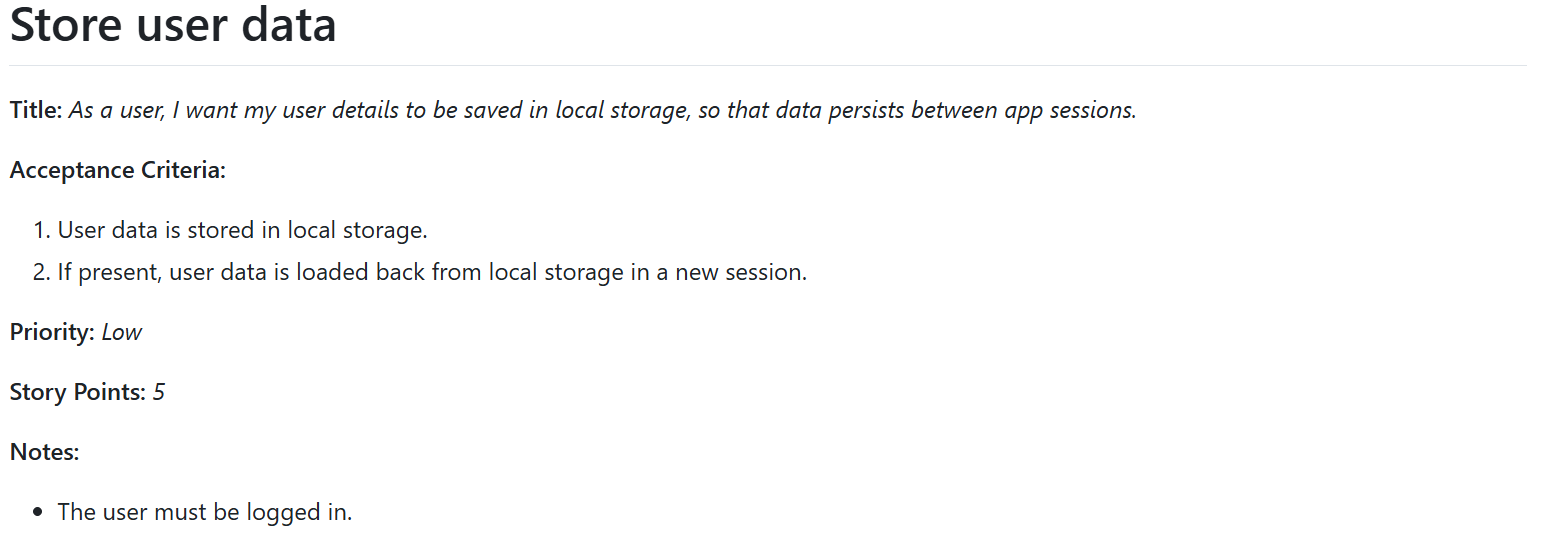 Store user data
Title: As a user, I want my user details to be saved in local storage, so that data persists between app sessions.
Acceptance Criteria:
1. User data is stored in local storage.
2. If present, user data is loaded back from local storage in a new session.
Priority: Low
Story Points: 5
Notes:
• The user must be logged in.